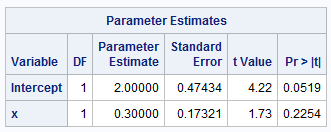 Parameter Estimates
Variable DF Parameter Estimate Standard Error t Value Pr > |t|
Intercept 1 2.00000 0.47434 4.22 0.0519
x 1 0.30000 0.17321 1.73 0.2254